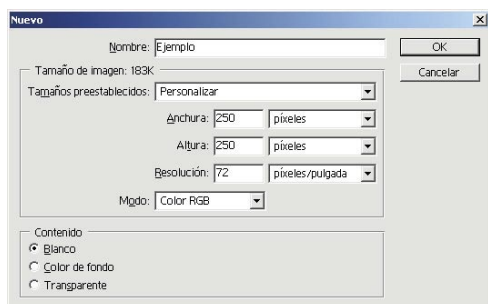 Nuevo
Nombre: Ejemplo
OK
Cancelar
Tamaño de imagen: 183K
Tamaños preestablecidos: Personalizar
Anchura: 250 píxeles
Altura: 250 píxeles
Resolución: 72 píxeles/pulgada
Modo: Color RGB
Contenido
Blanco
Color de fondo
Transparente